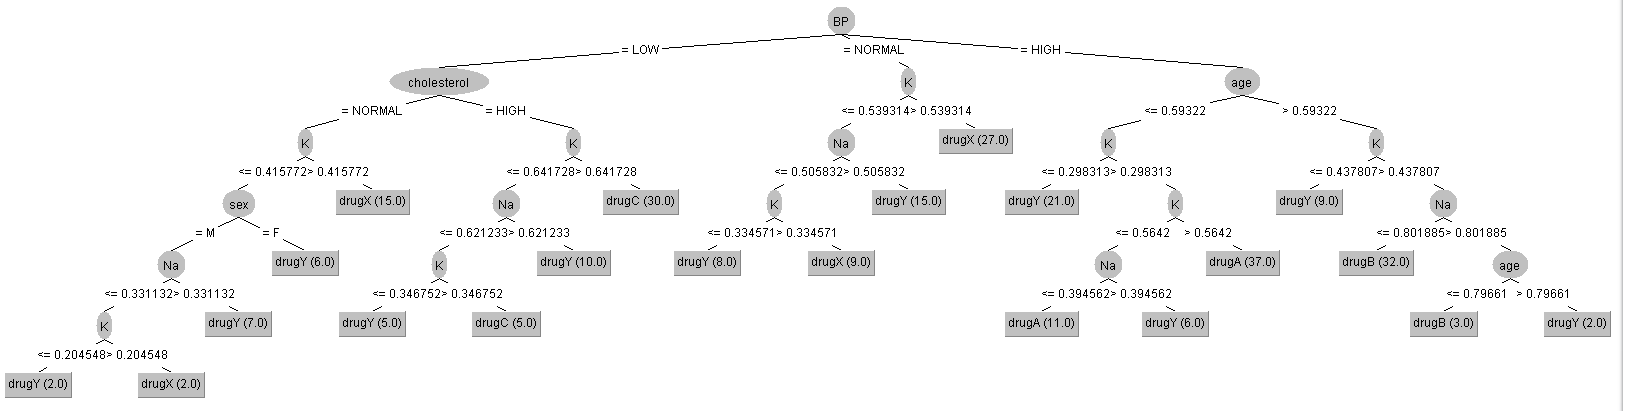 BP
= LOW = NORMAL = HIGH
cholesterol K age
= NORMAL = HIGH <= 0.539314 > 0.539314 <= 0.59322 > 0.59322
K K Na drugX (27.0) K K
<= 0.415772 > 0.415772 <= 0.641728 > 0.641728 <= 0.505832 > 0.505832 <= 0.298313 > 0.298313 <= 0.437807 > 0.437807
sex drugX (15.0) Na drugC (30.0) K drugY (15.0) drugY (21.0) K drugY (9.0) Na
= M = F <= 0.621233 > 0.621233 <= 0.334571 > 0.334571 <= 0.5642 > 0.5642 <= 0.801885 > 0.801885
Na drugY (6.0) K drugY (10.0) drugY (8.0) drugX (9.0) Na drugA (37.0) drugB (32.0) age
<= 0.331132 > 0.331132 <= 0.346752 > 0.346752 <= 0.394562 > 0.394562 <= 0.79661 > 0.79661
K drugY (7.0) drugY (5.0) drugC (5.0) drugA (11.0) drugY (6.0) drugB (3.0) drugY (2.0)
<= 0.204548 > 0.204548
drugY (2.0) drugX (2.0)